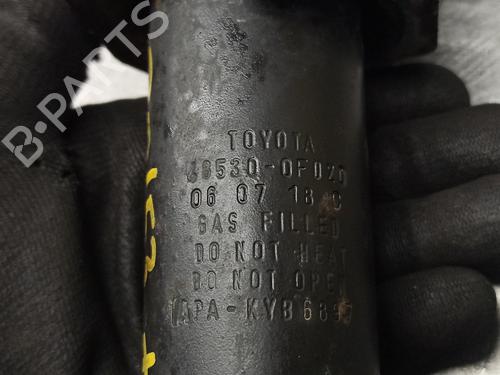 B-PARTS
TOYOTA
48530-0F020
06 07 18 C
GAS FILLED
DO NOT HEAT
DO NOT OPEN